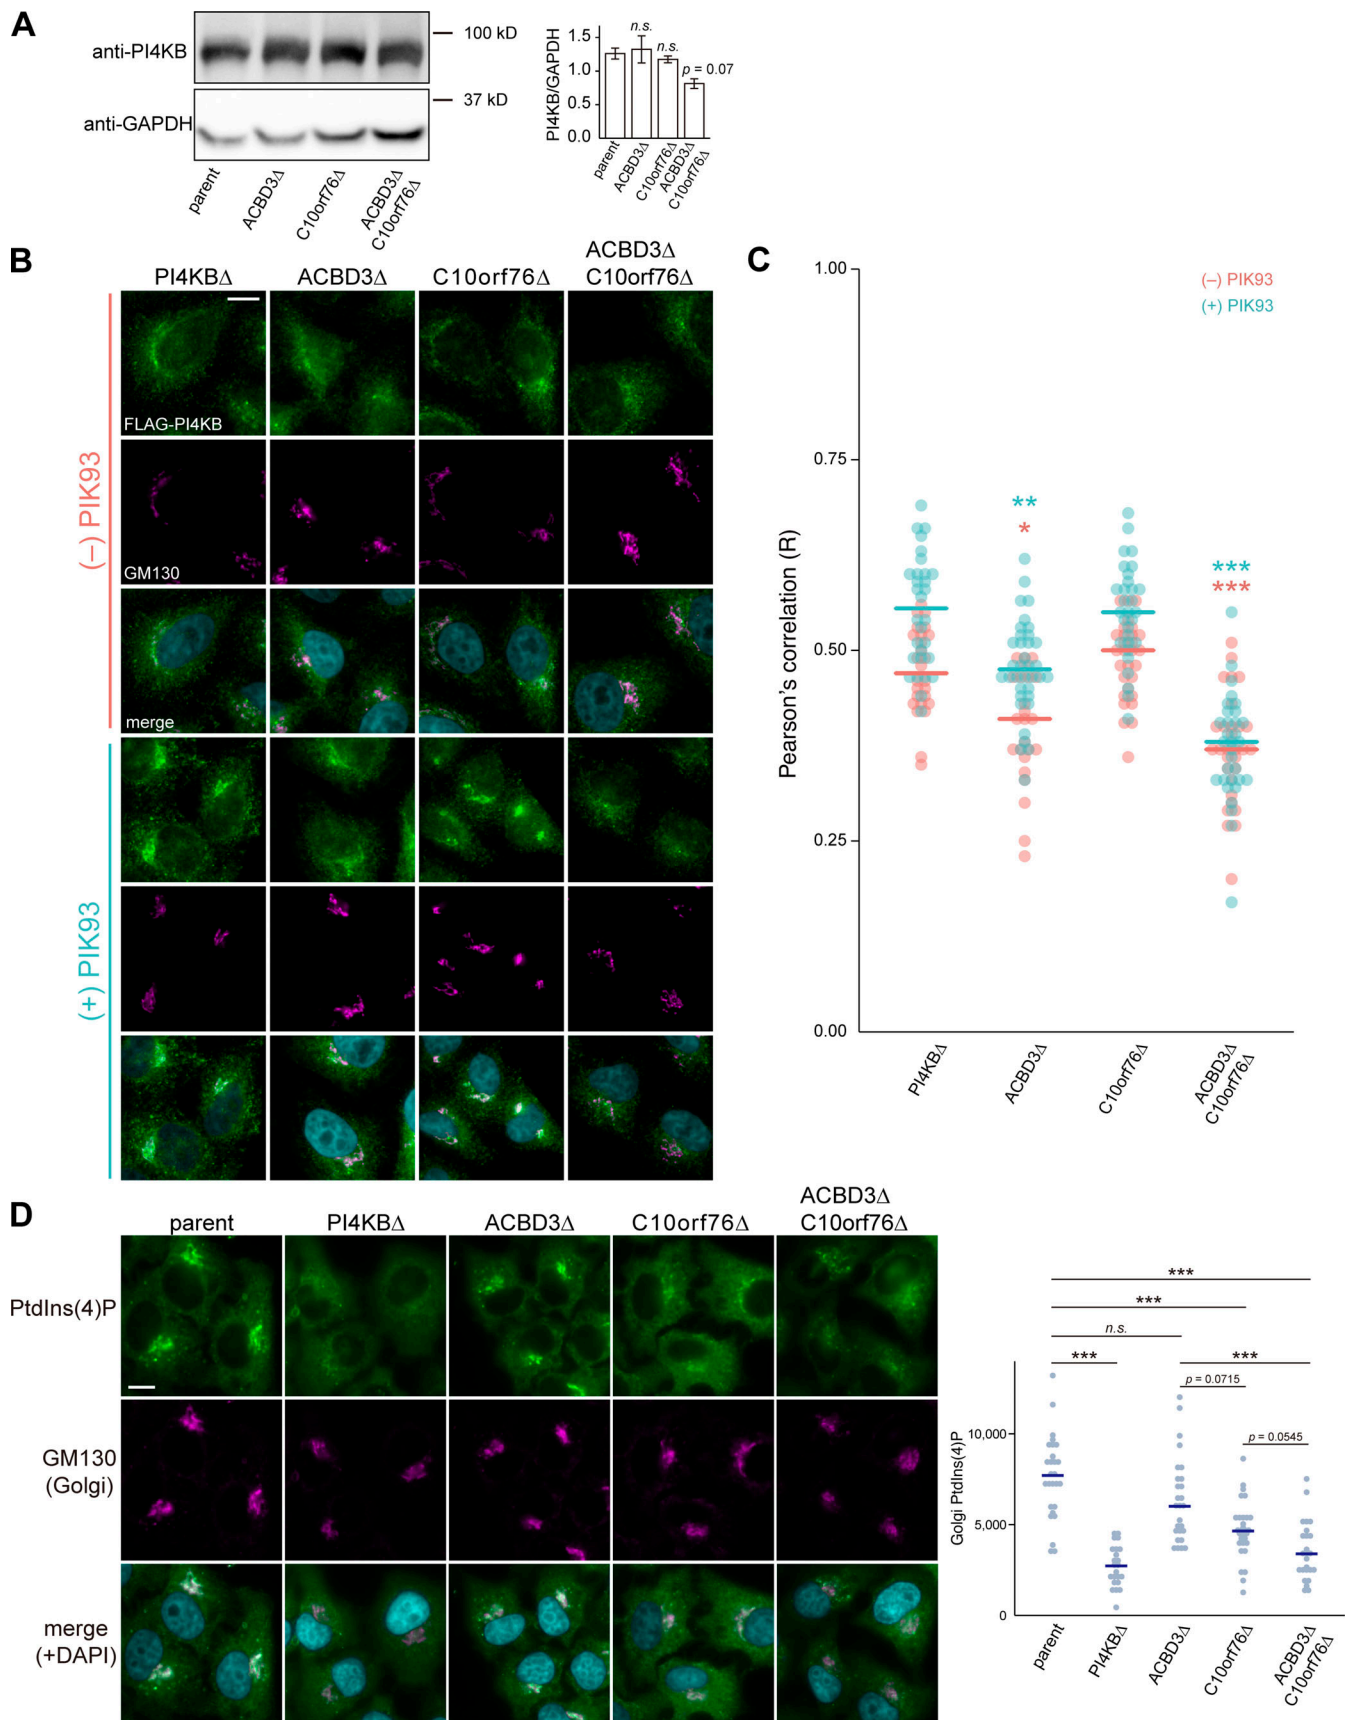 A
anti-PI4KB
100 kD
anti-GAPDH
37 kD
parent
ACBD3Δ
C10orf76Δ
ACBD3Δ
C10orf76Δ
PI4KB/GAPDH
1.5
1.0
0.5
0.0
n.s.
n.s.
p = 0.07
parent
ACBD3Δ
C10orf76Δ
ACBD3Δ
C10orf76Δ
B
PI4KBΔ
ACBD3Δ
C10orf76Δ
ACBD3Δ
C10orf76Δ
(–) PIK93
FLAG-PI4KB
GM130
merge
(+) PIK93
C
(–) PIK93
(+) PIK93
Pearson's correlation (R)
1.00
0.75
0.50
0.25
0.00
**
*
***
***
PI4KBΔ
ACBD3Δ
C10orf76Δ
ACBD3Δ
C10orf76Δ
D
parent
PI4KBΔ
ACBD3Δ
C10orf76Δ
ACBD3Δ
C10orf76Δ
PtdIns(4)P
GM130
(Golgi)
merge
(+DAPI)
***
***
n.s.
***
***
p = 0.0715
p = 0.0545
Golgi PtdIns(4)P
10,000
5,000
0
parent
PI4KBΔ
ACBD3Δ
C10orf76Δ
ACBD3Δ
C10orf76Δ